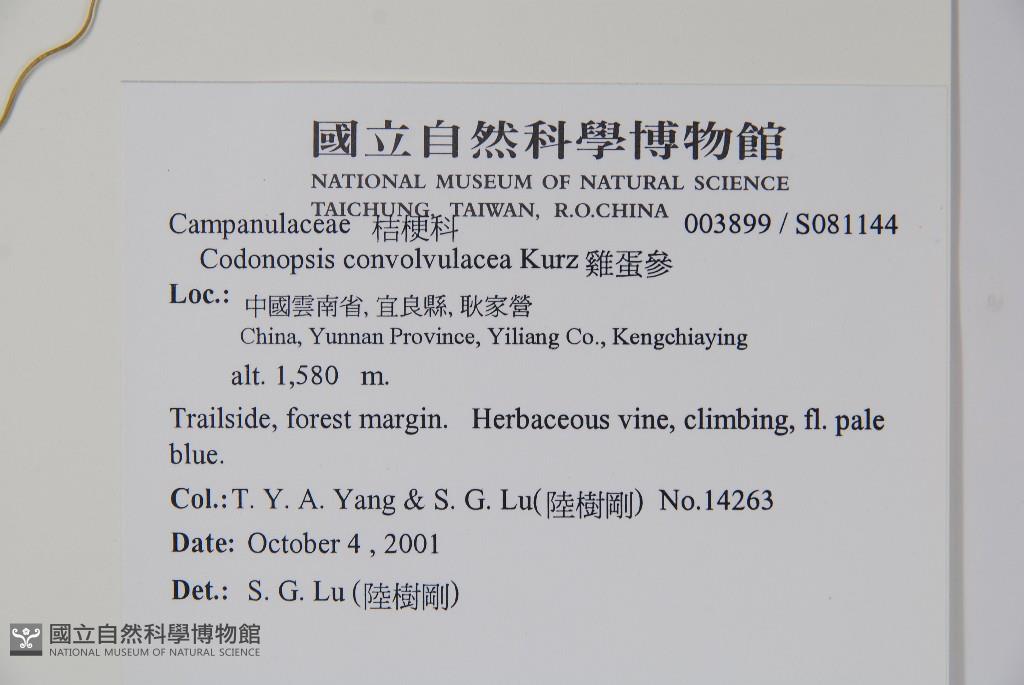 國立自然科學博物館
NATIONAL MUSEUM OF NATURAL SCIENCE
TAICHUNG, TAIWAN, R.O.CHINA
Campanulaceae 桔梗科 003899 / S081144
Codonopsis convolvulacea Kurz 雞蛋參
Loc.: 中國雲南省, 宜良縣, 耿家營
China, Yunnan Province, Yiliang Co., Kengchiaying
alt. 1,580 m.
Trailside, forest margin. Herbaceous vine, climbing, fl. pale
blue.
Col.: T. Y. A. Yang & S. G. Lu(陸樹剛) No.14263
Date: October 4 , 2001
Det.: S. G. Lu (陸樹剛)
國立自然科學博物館
NATIONAL MUSEUM OF NATURAL SCIENCE